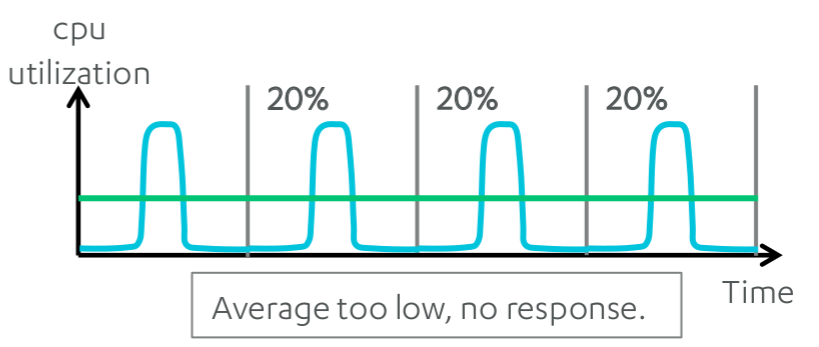 cpu
utilization
20% 20% 20%
Time
Average too low, no response.